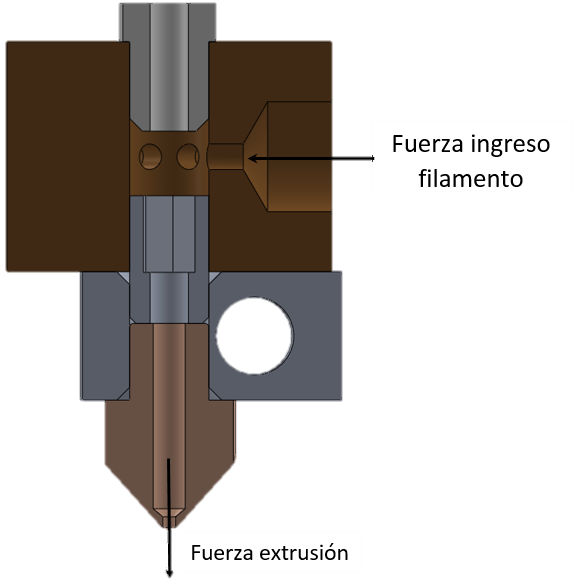 Fuerza ingreso
filamento
Fuerza extrusión